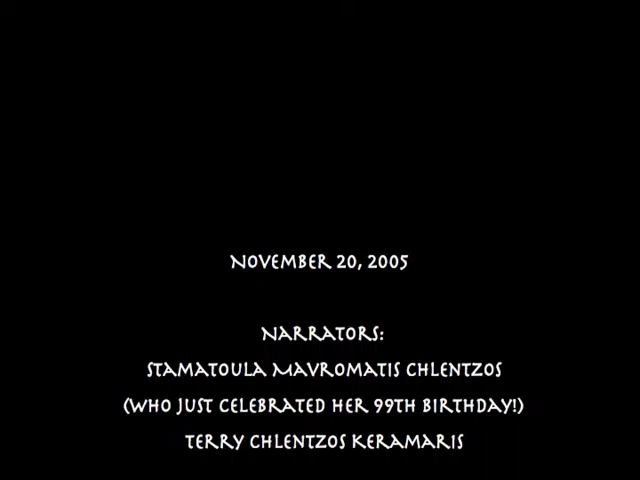 November 20, 2005
Narrators:
Stamatoula Mavromatis Chlentzos
(who just celebrated her 99th birthday!)
Terry Chlentzos Keramaris